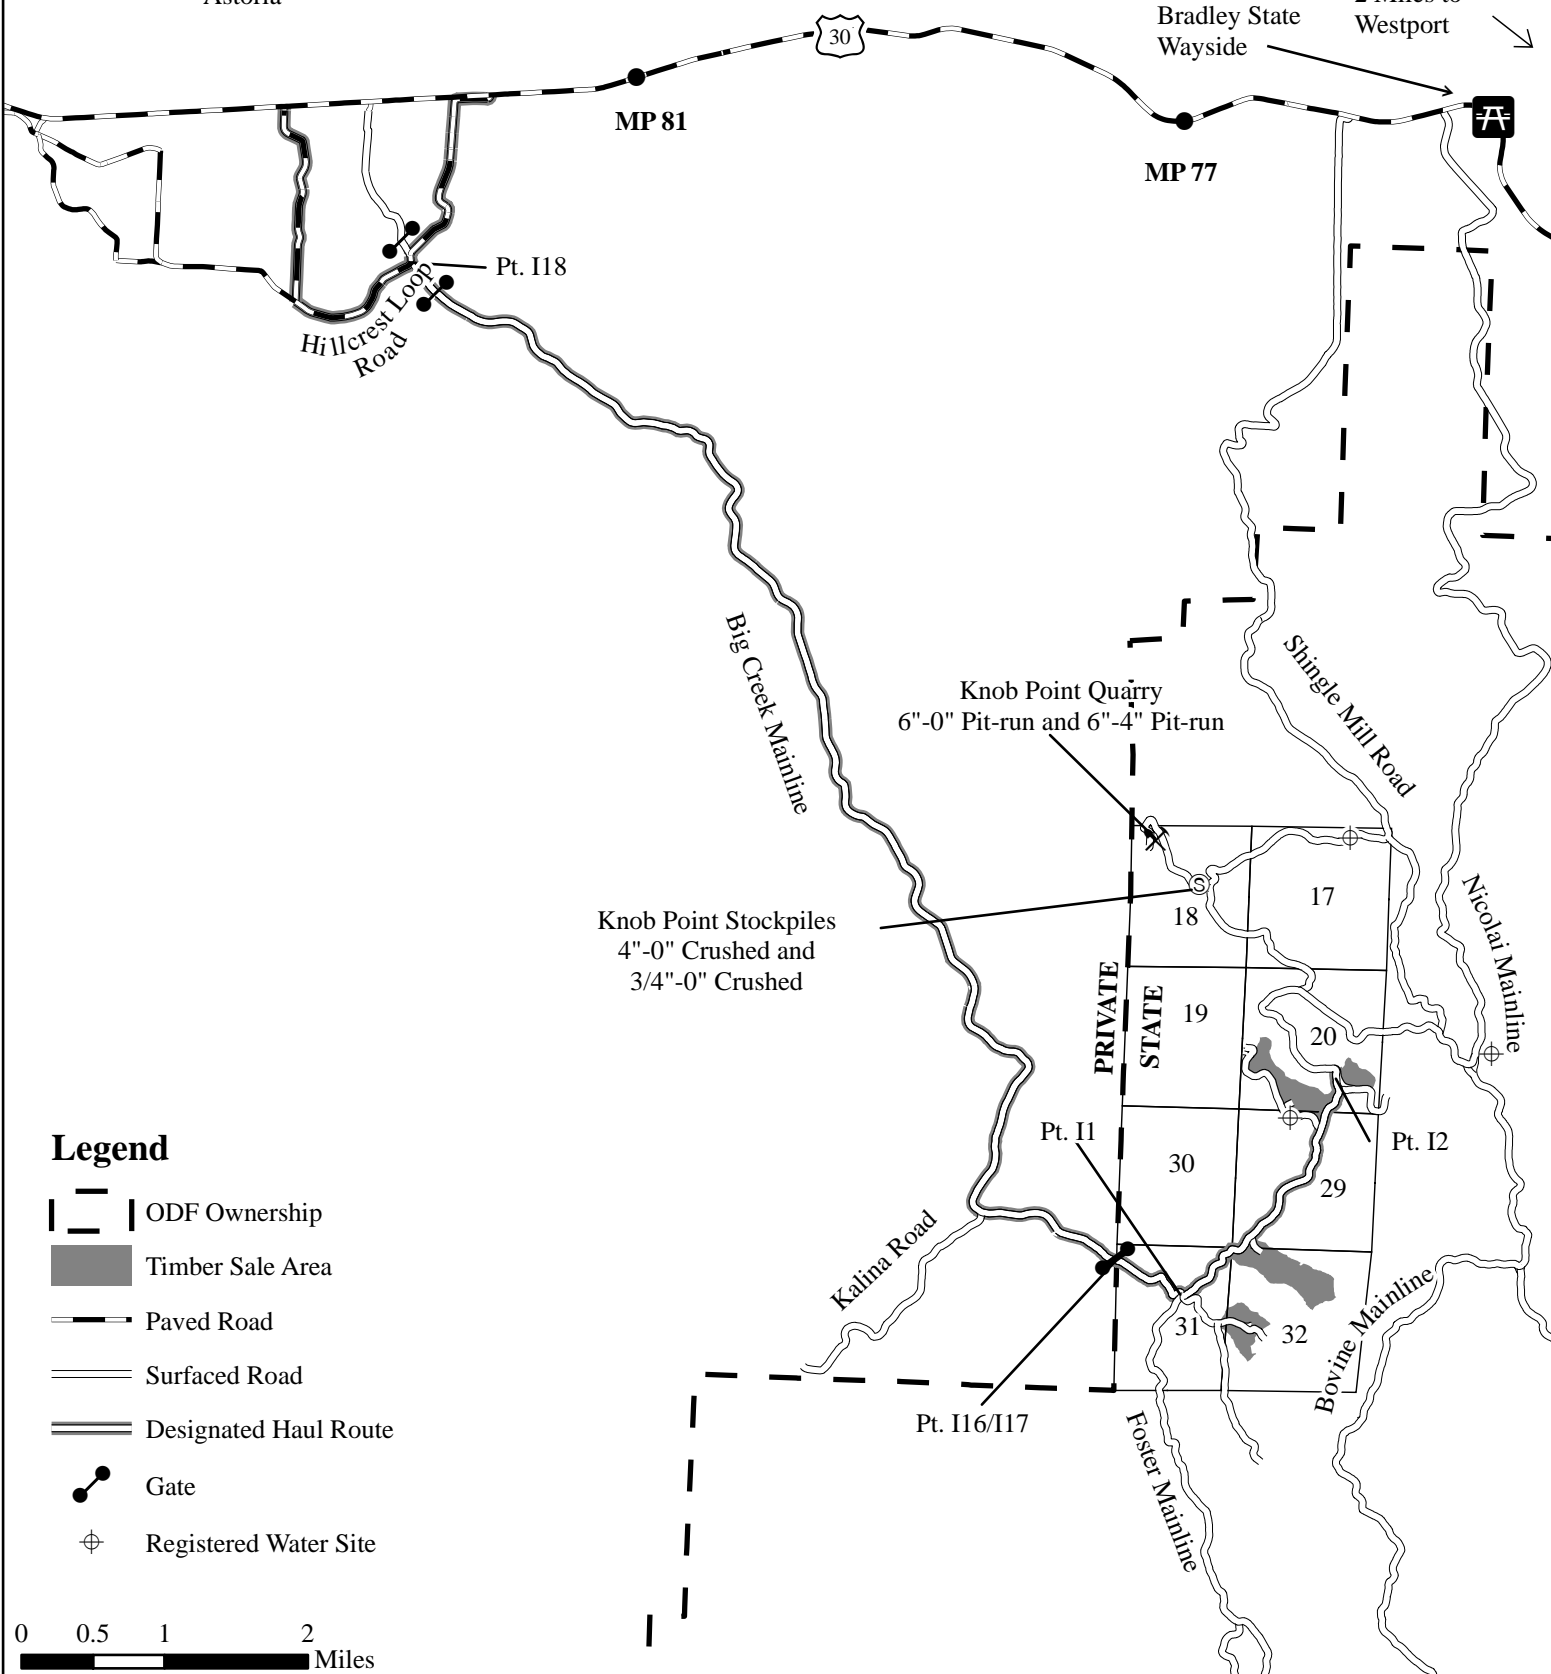 Astoria
2 Miles to
Westport
Bradley State
Wayside
30
MP 81
MP 77
Pt. I18
Hillcrest Loop
Road
Big Creek Mainline
Shingle Mill Road
Knob Point Quarry
6"-0" Pit-run and 6"-4" Pit-run
Knob Point Stockpiles
4"-0" Crushed and
3/4"-0" Crushed
S
17
18
Nicolai Mainline
PRIVATE
STATE
19
20
Pt. I1
Pt. I2
30
29
Kalina Road
31
32
Bovine Mainline
Pt. I16/I17
Foster Mainline
Legend
ODF Ownership
Timber Sale Area
Paved Road
Surfaced Road
Designated Haul Route
Gate
Registered Water Site
0 0.5 1 2
Miles